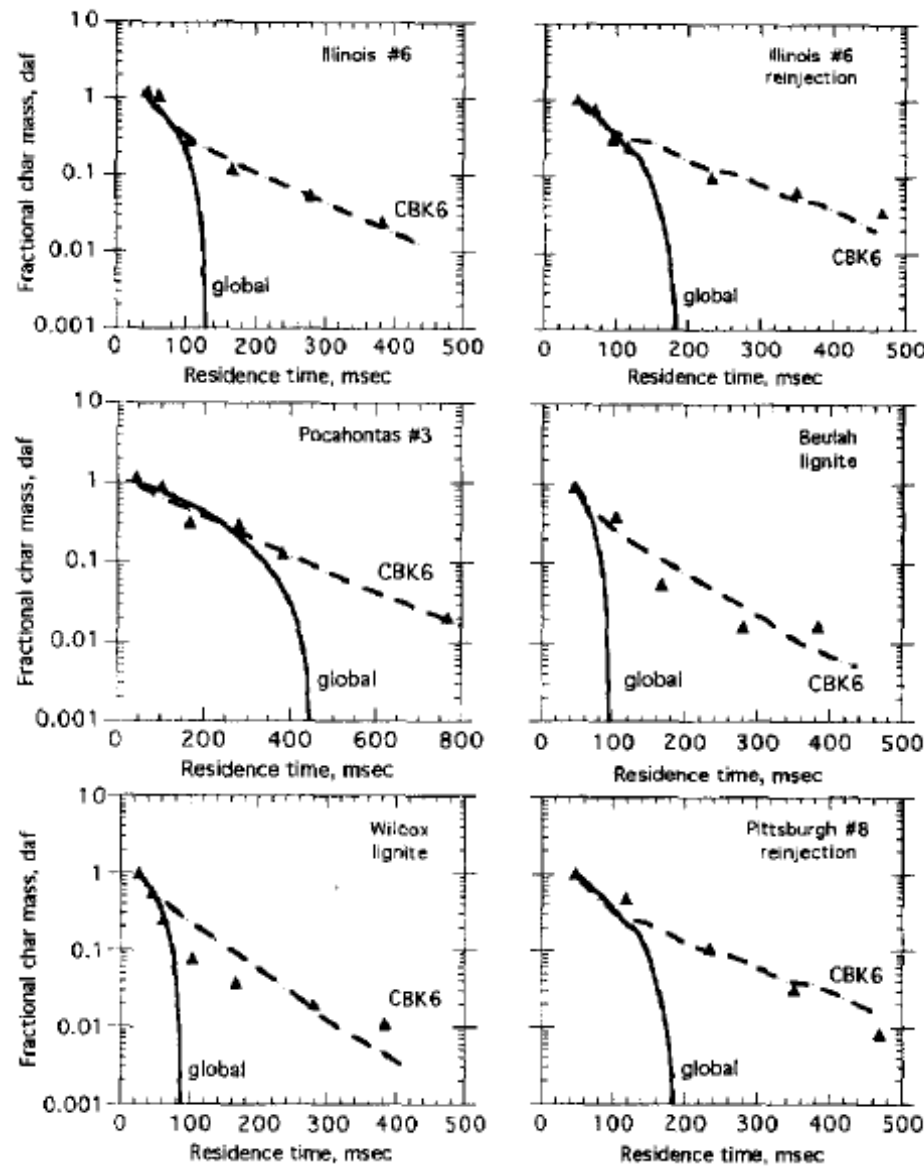 10
Illinois #6
1
Fractional char mass, daf
0.1
CBK6
0.01
global
0.001
0 100 200 300 400 500
Residence time, msec
Illinois #6
reinjection
CBK6
global
0 100 200 300 400 500
Residence time, msec
10
Pocahontas #3
1
Fractional char mass, daf
0.1
CBK6
0.01
global
0.001
0 200 400 600 800
Residence time, msec
Beulah
lignite
global
CBK6
0 100 200 300 400 500
Residence time, msec
10
Wilcox
lignite
1
Fractional char mass, daf
0.1
CBK6
0.01
global
0.001
0 100 200 300 400 500
Residence time, msec
Pittsburgh #8
reinjection
CBK6
global
0 100 200 300 400 500
Residence time, msec